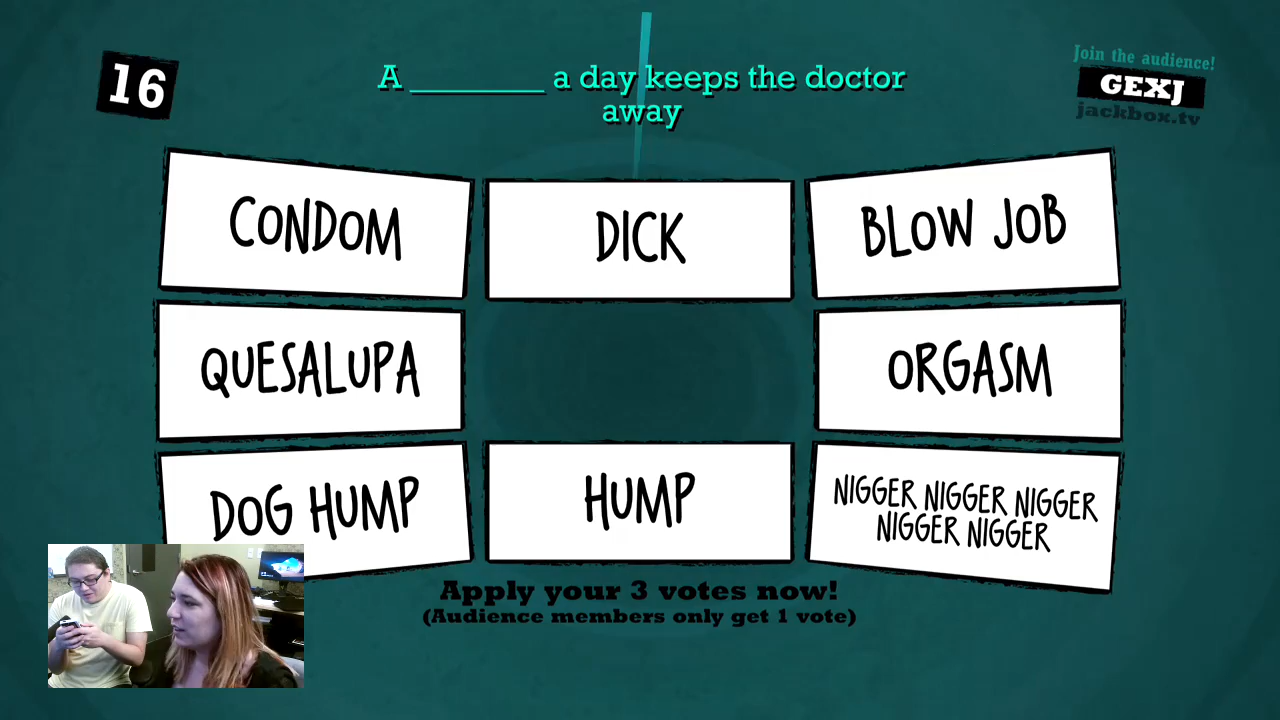 16
A ________ a day keeps the doctor
away
Join the audience!
GEXJ
jackbox.tv
CONDOM
DICK
BLOW JOB
QUESALUPA
ORGASM
DOG HUMP
HUMP
NIGGER NIGGER NIGGER
NIGGER NIGGER
Apply your 3 votes now!
(Audience members only get 1 vote)